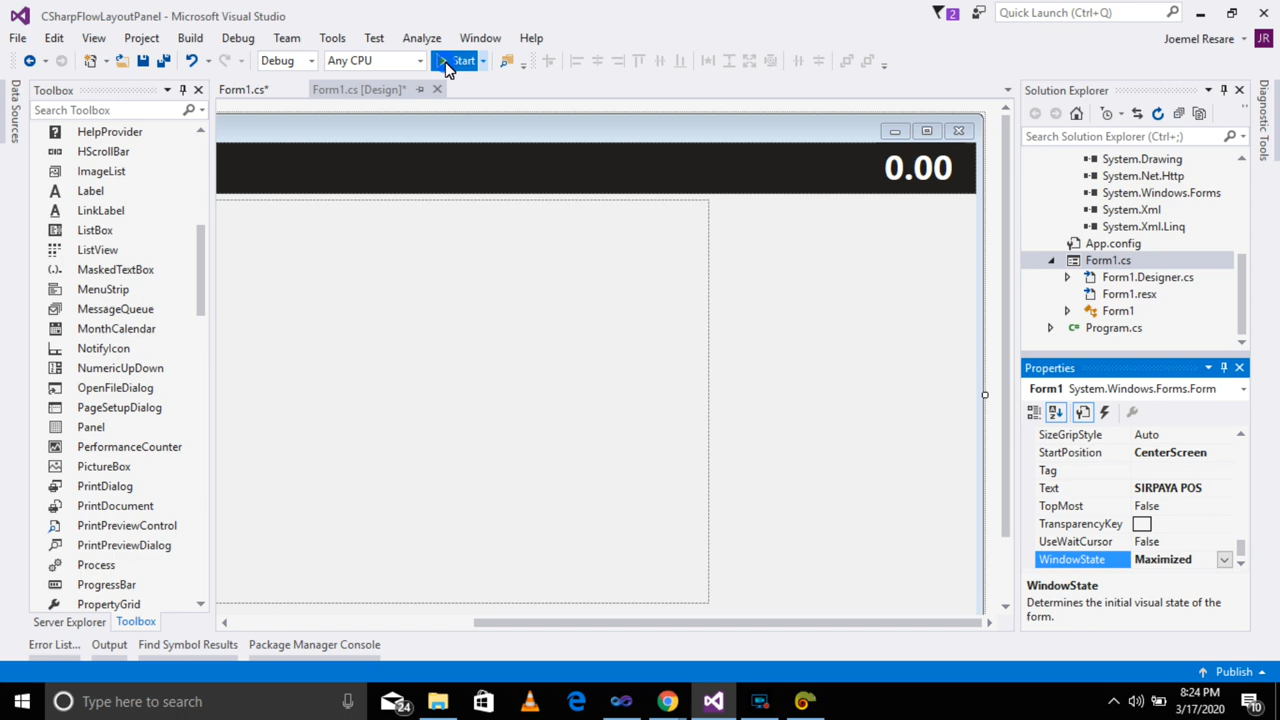 CSharpFlowLayoutPanel - Microsoft Visual Studio
2
Quick Launch (Ctrl+Q)
File Edit View Project Build Debug Team Tools Test Analyze Window Help
Joemel Resare
JR
Debug
Any CPU
Start
Data Sources
Toolbox
Form1.cs*
Form1.cs [Design]*
Solution Explorer
Diagnostic Tools
Search Toolbox
Search Solution Explorer (Ctrl+;)
HelpProvider
HScrollBar
ImageList
Label
LinkLabel
ListBox
ListView
MaskedTextBox
MenuStrip
MessageQueue
MonthCalendar
NotifyIcon
NumericUpDown
OpenFileDialog
PageSetupDialog
Panel
PerformanceCounter
PictureBox
PrintDialog
PrintDocument
PrintPreviewControl
PrintPreviewDialog
Process
ProgressBar
PropertyGrid
0.00
System.Drawing
System.Net.Http
System.Windows.Forms
System.Xml
System.Xml.Linq
App.config
Form1.cs
Form1.Designer.cs
Form1.resx
Form1
Program.cs
Properties
Form1 System.Windows.Forms.Form
SizeGripStyle Auto
StartPosition CenterScreen
Tag
Text SIRPAYA POS
TopMost False
TransparencyKey
UseWaitCursor False
WindowState Maximized
WindowState
Determines the initial visual state of the
form.
Server Explorer Toolbox
Error List... Output Find Symbol Results Package Manager Console
Publish
Type here to search
24
8:24 PM
3/17/2020
10